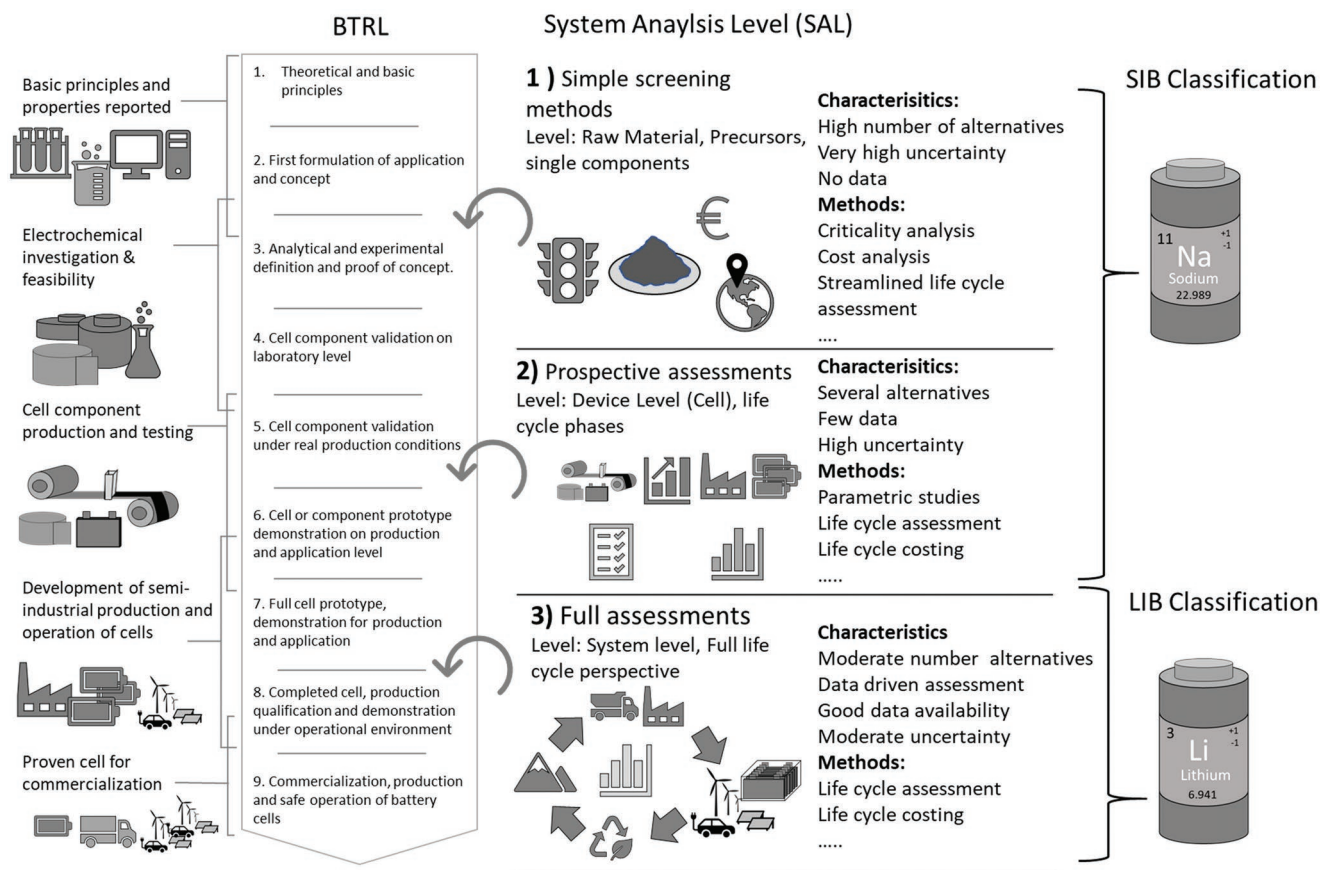 BTRL
System Anaylsis Level (SAL)
Basic principles and
properties reported
Electrochemical
investigation &
feasibility
Cell component
production and testing
Development of semi-
industrial production and
operation of cells
Proven cell for
commercialization
1. Theoretical and basic
principles
2. First formulation of application
and concept
3. Analytical and experimental
definition and proof of concept.
4. Cell component validation on
laboratory level
5. Cell component validation
under real production conditions
6. Cell or component prototype
demonstration on production
and application level
7. Full cell prototype,
demonstration for production
and application
8. Completed cell, production
qualification and demonstration
under operational environment
9. Commercialization, production
and safe operation of battery
cells
1 ) Simple screening
methods
Level: Raw Material, Precursors,
single components
€
Characterisitics:
High number of alternatives
Very high uncertainty
No data
Methods:
Criticality analysis
Cost analysis
Streamlined life cycle
assessment
....
2) Prospective assessments
Level: Device Level (Cell), life
cycle phases
Characterisitics:
Several alternatives
Few data
High uncertainty
Methods:
Parametric studies
Life cycle assessment
Life cycle costing
.....
3) Full assessments
Level: System level, Full life
cycle perspective
Characteristics
Moderate number alternatives
Data driven assessment
Good data availability
Moderate uncertainty
Methods:
Life cycle assessment
Life cycle costing
.....
SIB Classification
11
+1
-1
Na
Sodium
22.989
LIB Classification
3
+1
-1
Li
Lithium
6.941